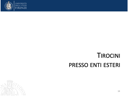 TIROCINI
PRESSO ENTI ESTERI